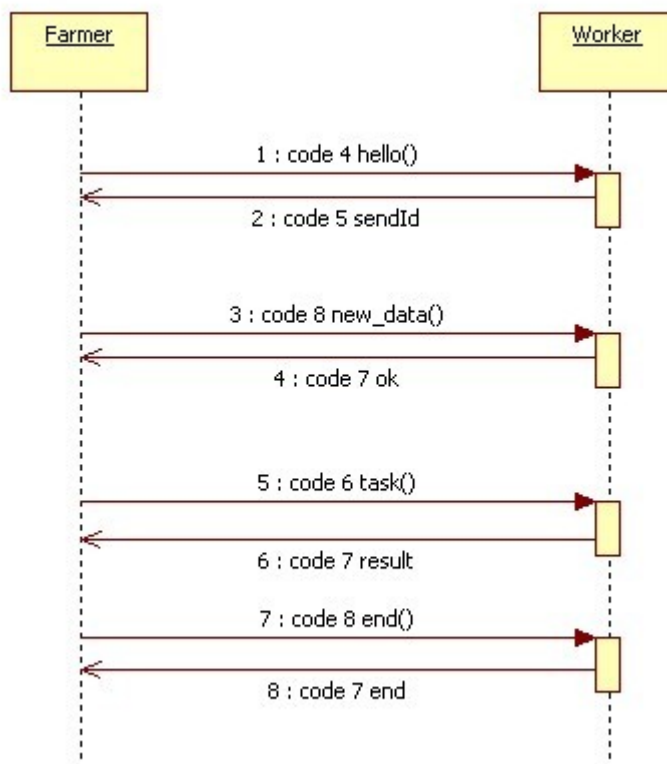 Farmer
Worker
1 : code 4 hello()
2 : code 5 sendId
3 : code 8 new_data()
4 : code 7 ok
5 : code 6 task()
6 : code 7 result
7 : code 8 end()
8 : code 7 end